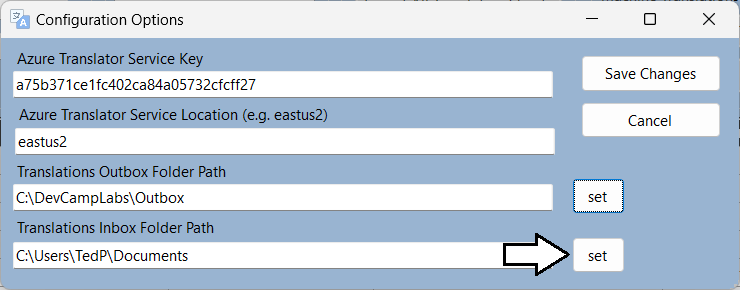 Configuration Options
Azure Translator Service Key
a75b371ce1fc402ca84a05732cfcff27
Save Changes
Azure Translator Service Location (e.g. eastus2)
Cancel
eastus2
Translations Outbox Folder Path
C:\DevCampLabs\Outbox
set
Translations Inbox Folder Path
C:\Users\TedP\Documents
set